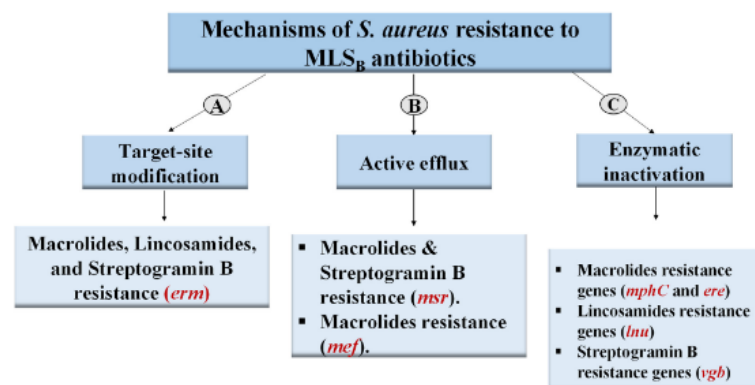 Mechanisms of S. aureus resistance to
MLSB antibiotics
A
B
C
Target-site
modification
Active efflux
Enzymatic
inactivation
Macrolides, Lincosamides,
and Streptogramin B
resistance (erm)
▪ Macrolides &
Streptogramin B
resistance (msr).
▪ Macrolides resistance
(mef).
▪ Macrolides resistance
genes (mphC and ere)
▪ Lincosamides resistance
genes (lnu)
▪ Streptogramin B
resistance genes (vgb)